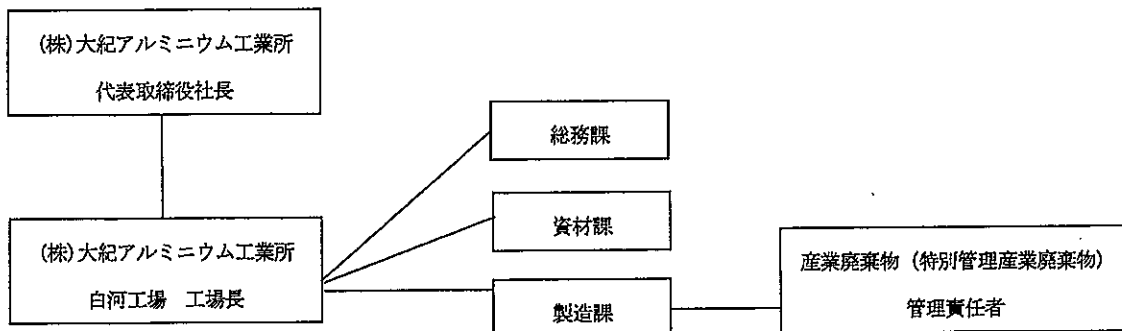 (株)大紀アルミニウム工業所
代表取締役社長
総務課
資材課
(株)大紀アルミニウム工業所
白河工場 工場長
製造課
産業廃棄物 (特別管理産業廃棄物)
管理責任者